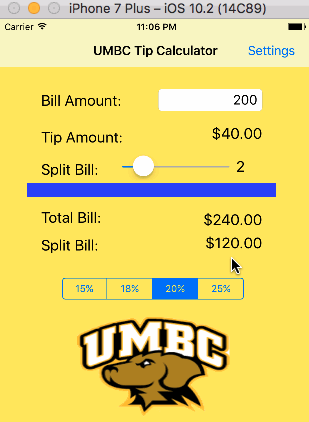 iPhone 7 Plus – iOS 10.2 (14C89)
Carrier 11:06 PM
UMBC Tip Calculator Settings
Bill Amount: 200
Tip Amount: $40.00
Split Bill: 2
Total Bill: $240.00
Split Bill: $120.00
15% 18% 20% 25%
UMBC